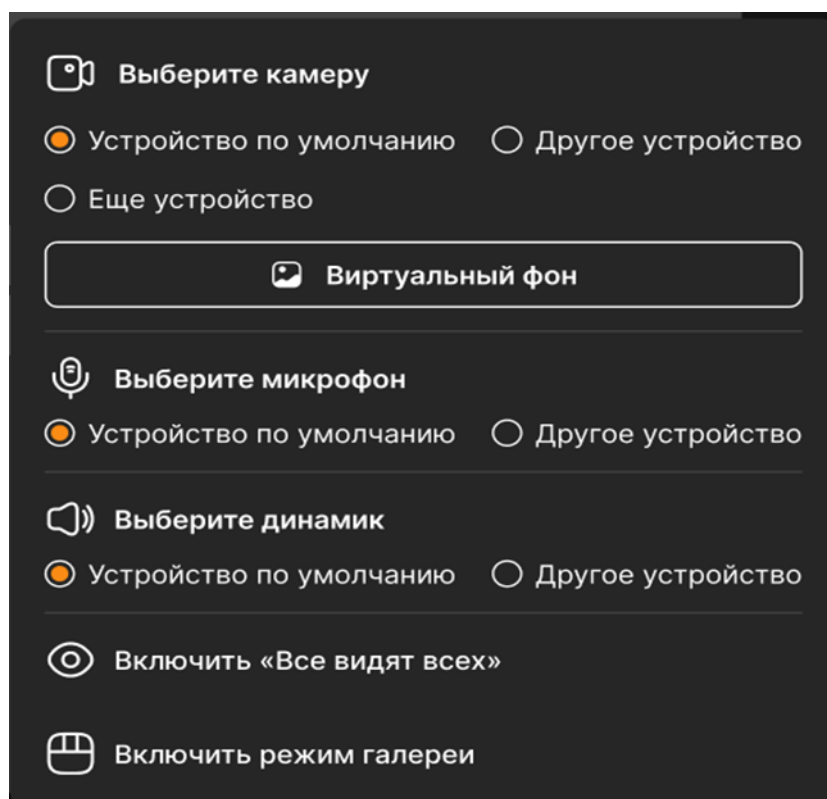 Выберите камеру
Устройство по умолчанию Другое устройство
Еще устройство
Виртуальный фон
Выберите микрофон
Устройство по умолчанию Другое устройство
Выберите динамик
Устройство по умолчанию Другое устройство
Включить «Все видят всех»
Включить режим галереи